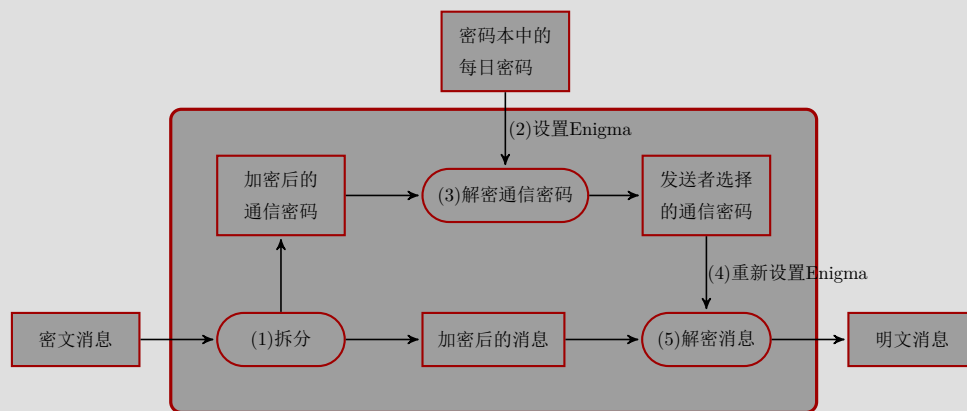 密码本中的
每日密码
(2)设置Enigma
加密后的
通信密码
(3)解密通信密码
发送者选择
的通信密码
(4)重新设置Enigma
密文消息
(1)拆分
加密后的消息
(5)解密消息
明文消息